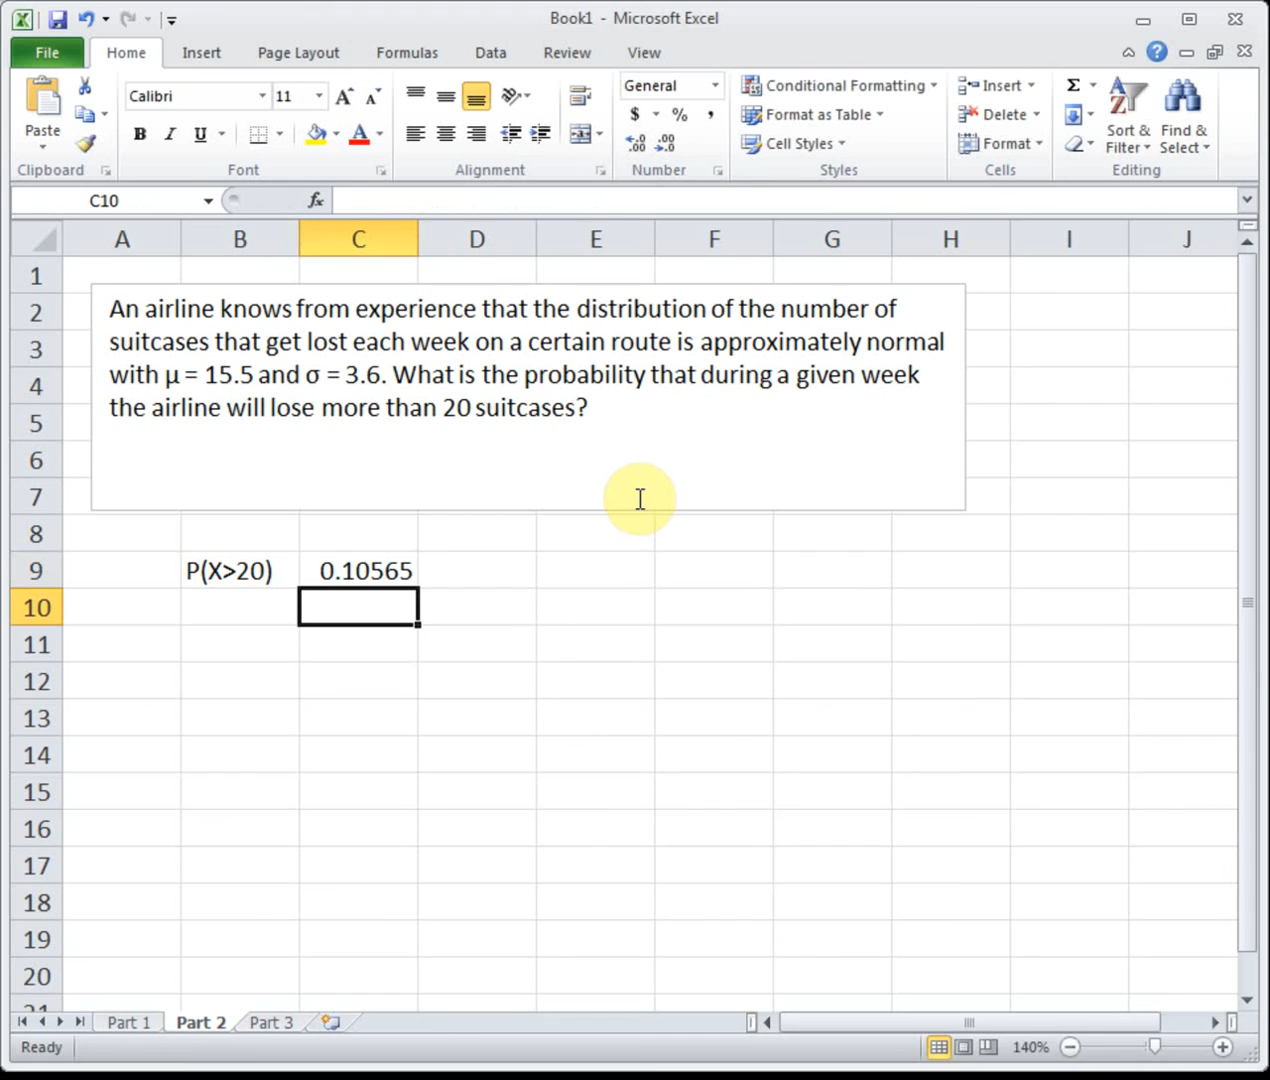 Book1 - Microsoft Excel
File Home Insert Page Layout Formulas Data Review View
Calibri 11 General Conditional Formatting Insert Σ
Paste B I U A $ % , Format as Table Delete Sort & Filter Find & Select
Cell Styles Format
Clipboard Font Alignment Number Styles Cells Editing
C10 fx
A B C D E F G H I J
1
2
3
4
5
6
7
8
9
10
11
12
13
14
15
16
17
18
19
20
An airline knows from experience that the distribution of the number of
suitcases that get lost each week on a certain route is approximately normal
with μ = 15.5 and σ = 3.6. What is the probability that during a given week
the airline will lose more than 20 suitcases?
P(X>20) 0.10565
Part 1 Part 2 Part 3
Ready 140%